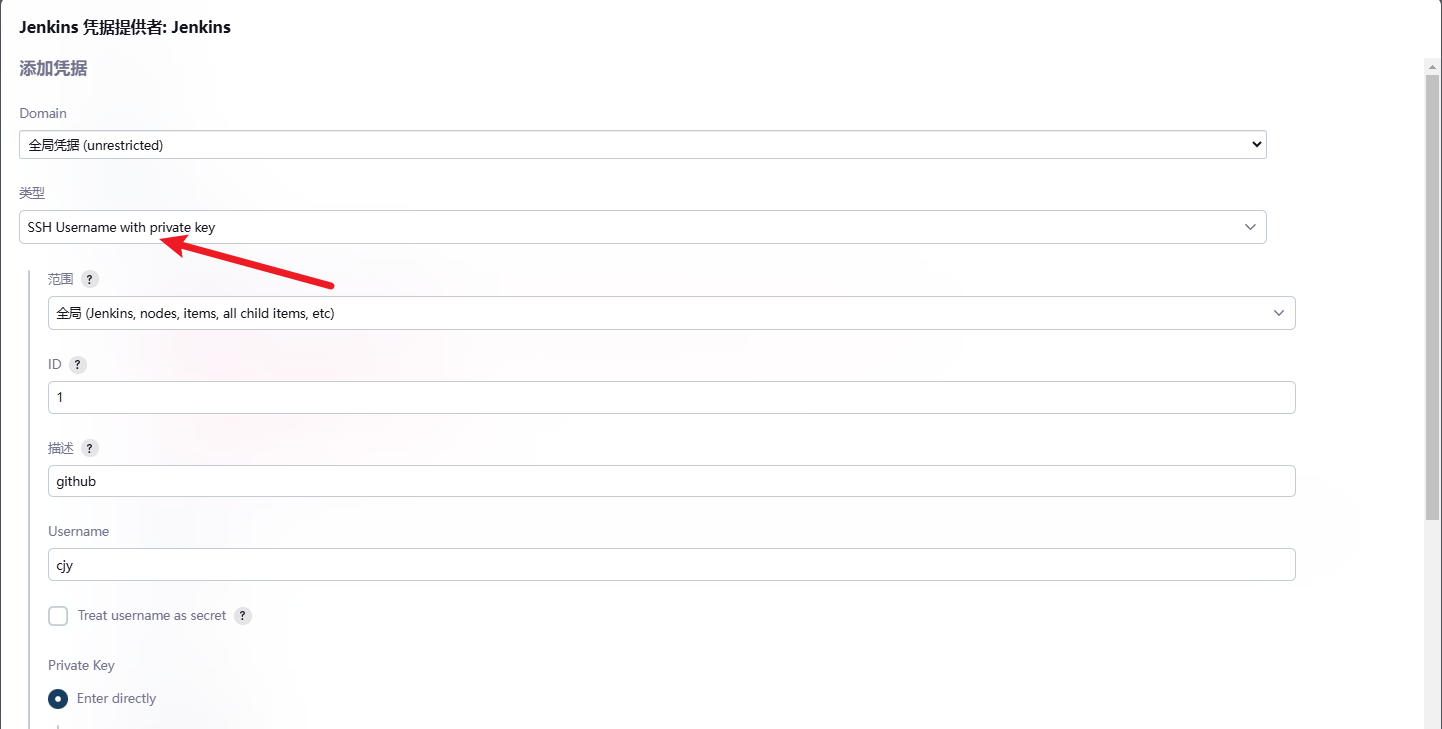 Jenkins 凭据提供者: Jenkins
添加凭据
Domain
全局凭据 (unrestricted)
类型
SSH Username with private key
范围 ?
全局 (Jenkins, nodes, items, all child items, etc)
ID ?
1
描述 ?
github
Username
cjy
Treat username as secret ?
Private Key
Enter directly